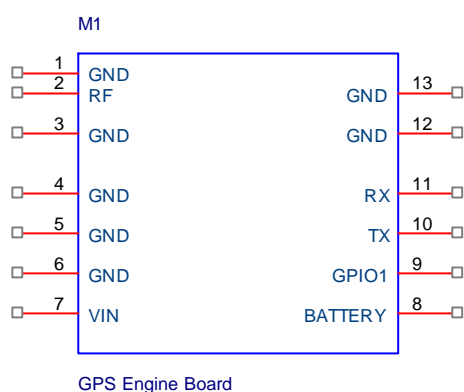 M1
1 GND
2 RF
GND 13
3 GND
GND 12
4 GND
RX 11
5 GND
TX 10
6 GND
GPIO1 9
7 VIN
BATTERY 8
GPS Engine Board